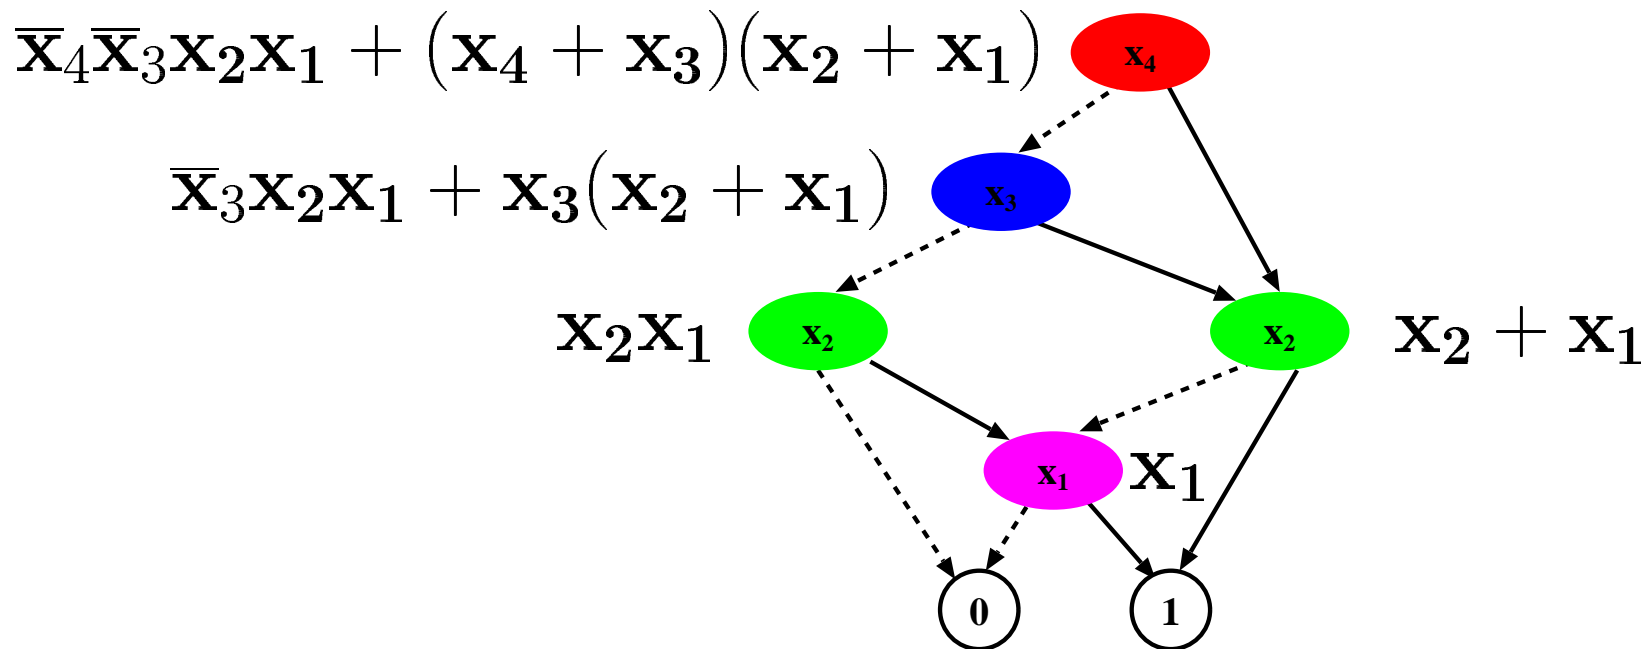 x̅₄x̅₃x₂x₁ + (x₄ + x₃)(x₂ + x₁) x₄
x̅₃x₂x₁ + x₃(x₂ + x₁) x₃
x₂x₁ x₂ x₂ x₂ + x₁
x₁ x₁
0 1